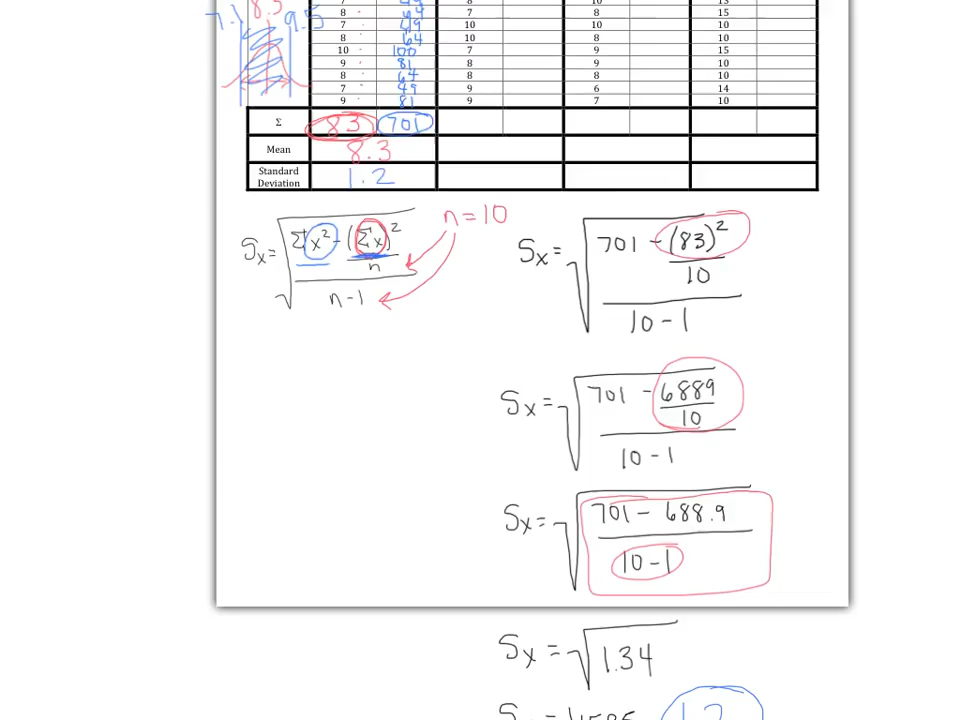 8.3
7.1 9.5
8 64 7 8 15
7 49 10 10 10
8 64 10 8 10
10 100 7 9 15
9 81 8 9 10
8 64 8 8 10
7 49 9 6 14
9 81 9 7 10
Σ 83 701
Mean 8.3
Standard Deviation 1.2
n = 10
Sx = √ Σx² - (Σx)²
n
n - 1
Sx = √ 701 - (83)²
10
10 - 1
Sx = √ 701 - 6889
10
10 - 1
Sx = √ 701 - 688.9
10 - 1
Sx = √1.34
1.2